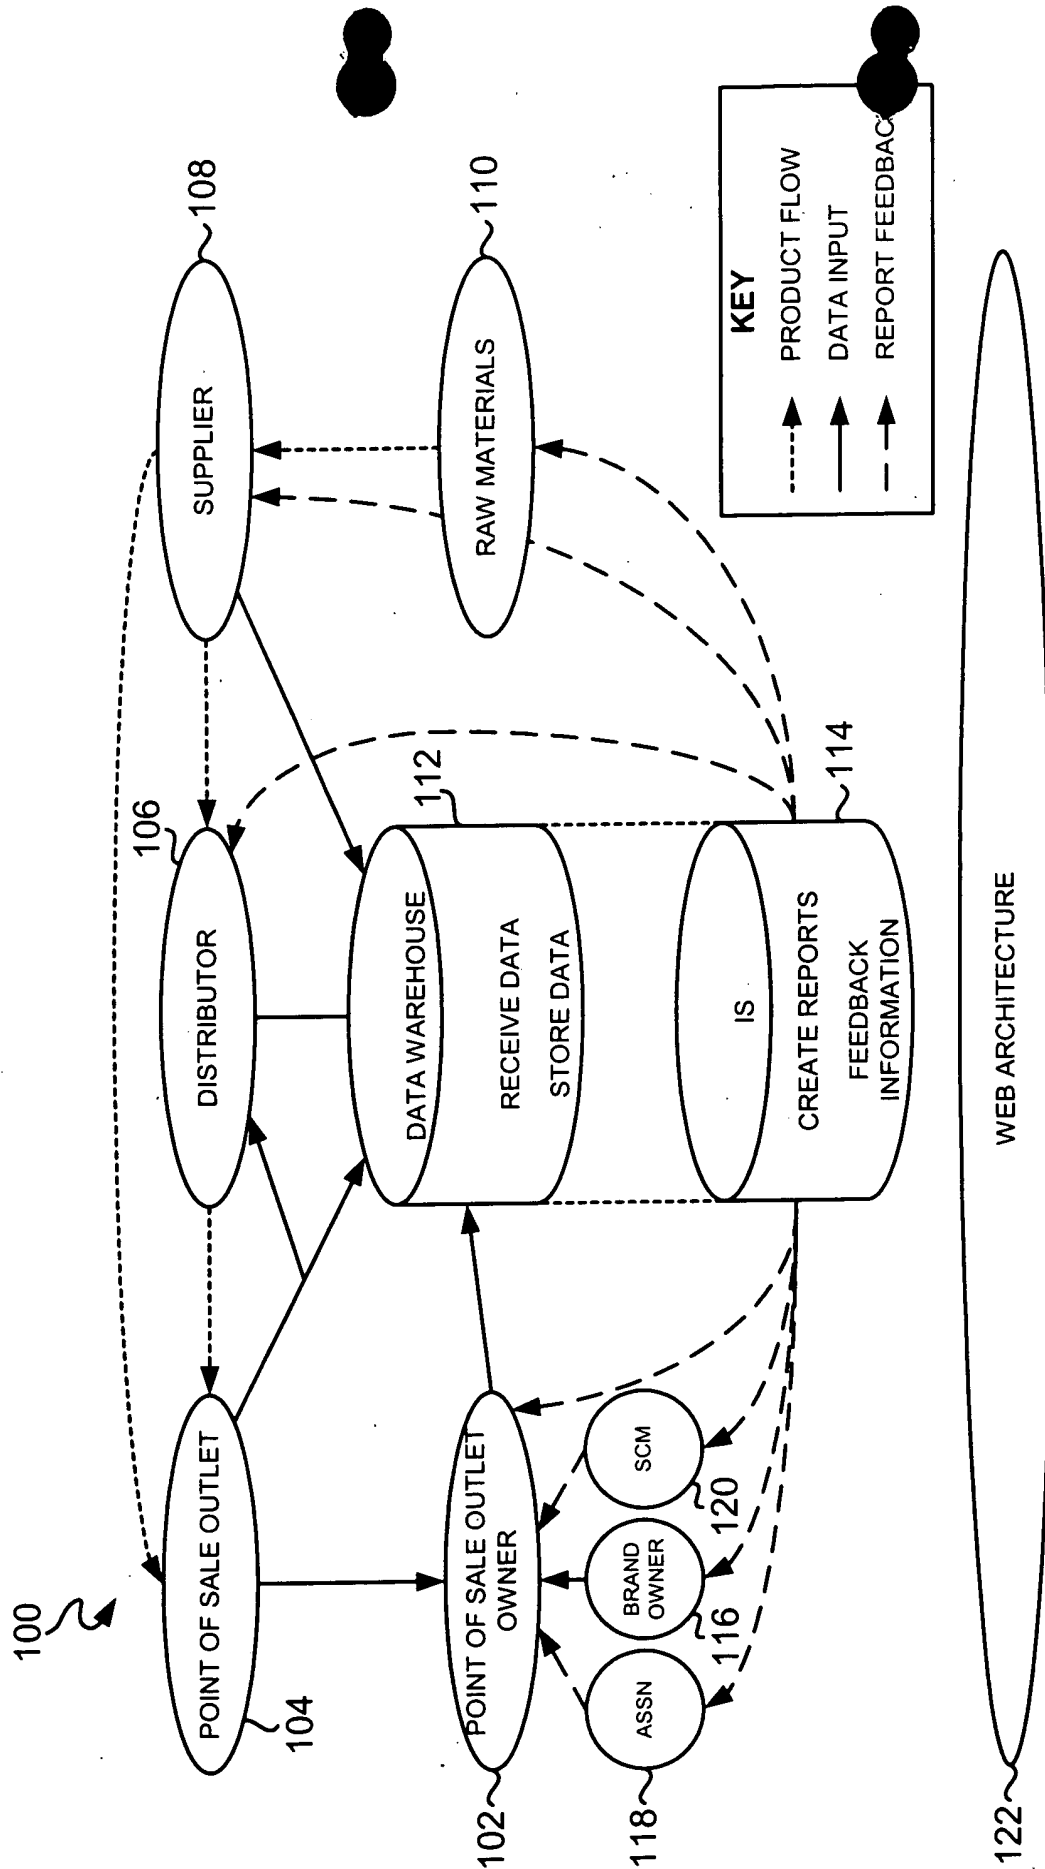 100
108
106
SUPPLIER
DISTRIBUTOR
POINT OF SALE OUTLET
104
110
112
RAW MATERIALS
DATA WAREHOUSE
RECEIVE DATA
STORE DATA
POINT OF SALE OUTLET
OWNER
102
SCM
120
BRAND
OWNER
116
ASSN
118
IS
CREATE REPORTS
FEEDBACK
INFORMATION
114
KEY
PRODUCT FLOW
DATA INPUT
REPORT FEEDBAC
WEB ARCHITECTURE
122